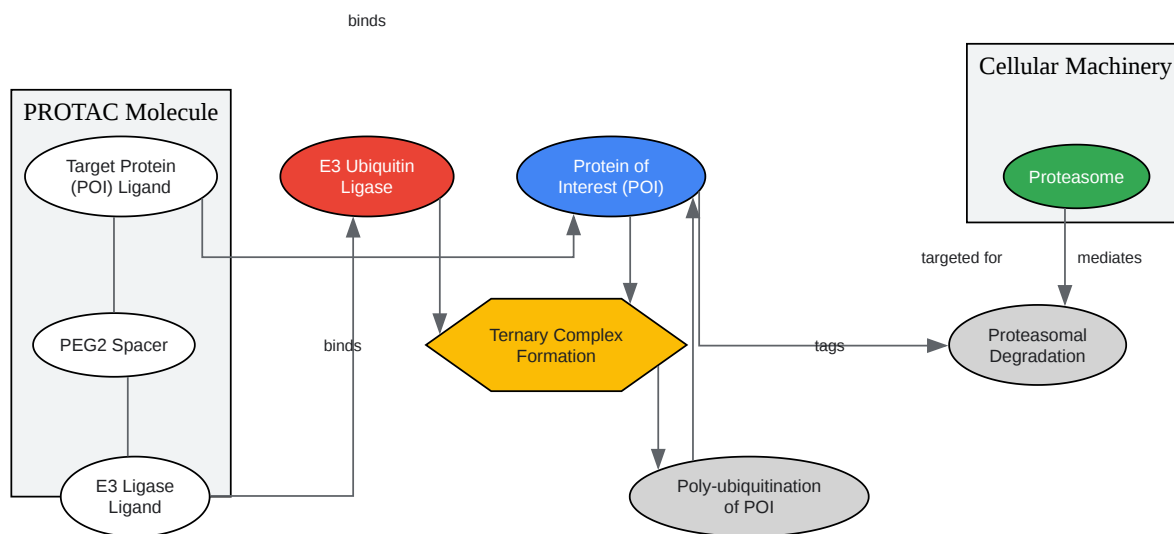 binds
Cellular Machinery
PROTAC Molecule
Target Protein
(POI) Ligand
E3 Ubiquitin
Ligase
Protein of
Interest (POI)
Proteasome
targeted for
mediates
PEG2 Spacer
binds
Ternary Complex
Formation
tags
Proteasomal
Degradation
E3 Ligase
Ligand
Poly-ubiquitination
of POI